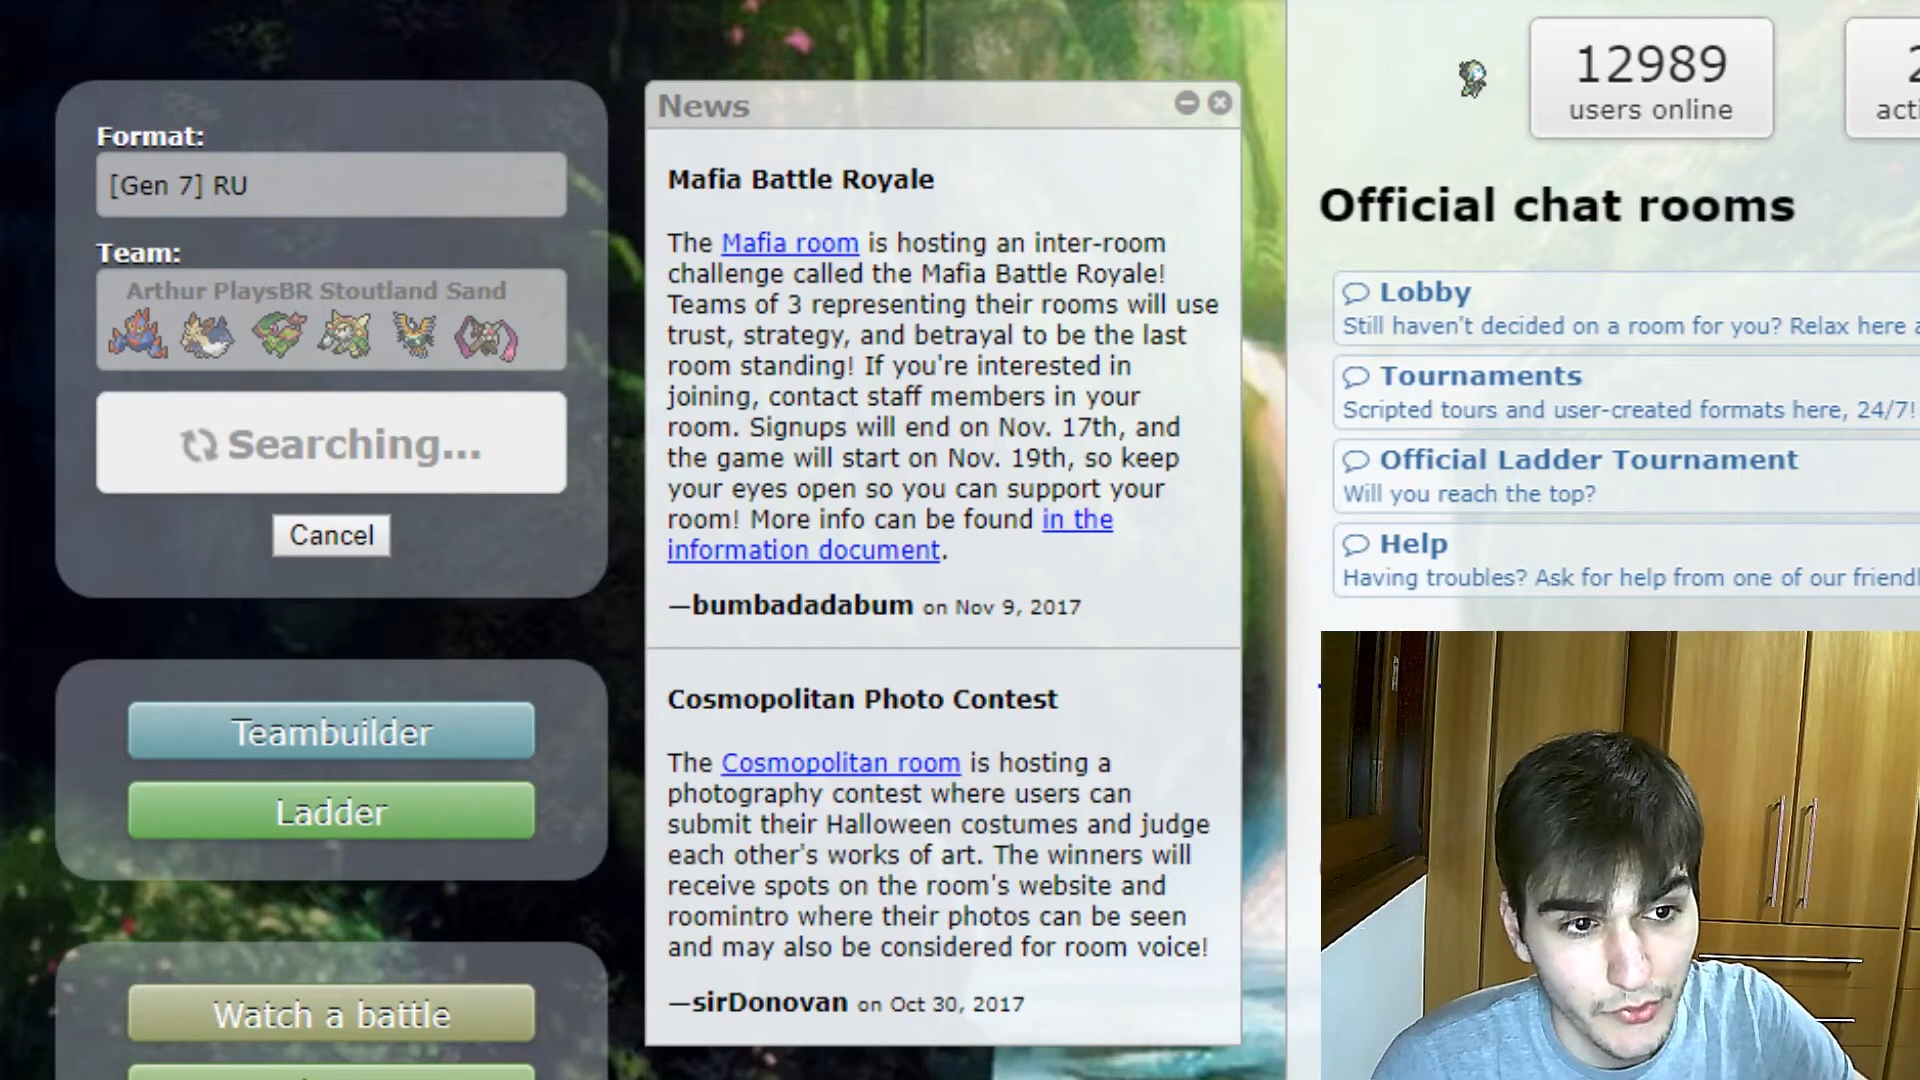 Format:
[Gen 7] RU
Team:
Arthur PlaysBR Stoutland Sand
Searching...
Cancel
Teambuilder
Ladder
Watch a battle
News
Mafia Battle Royale
The Mafia room is hosting an inter-room
challenge called the Mafia Battle Royale!
Teams of 3 representing their rooms will use
trust, strategy, and betrayal to be the last
room standing! If you're interested in
joining, contact staff members in your
room. Signups will end on Nov. 17th, and
the game will start on Nov. 19th, so keep
your eyes open so you can support your
room! More info can be found in the
information document.
—bumbadadabum on Nov 9, 2017
Cosmopolitan Photo Contest
The Cosmopolitan room is hosting a
photography contest where users can
submit their Halloween costumes and judge
each other's works of art. The winners will
receive spots on the room's website and
roomintro where their photos can be seen
and may also be considered for room voice!
—sirDonovan on Oct 30, 2017
12989
users online
2
acti
Official chat rooms
Lobby
Still haven't decided on a room for you? Relax here a
Tournaments
Scripted tours and user-created formats here, 24/7!
Official Ladder Tournament
Will you reach the top?
Help
Having troubles? Ask for help from one of our friendl